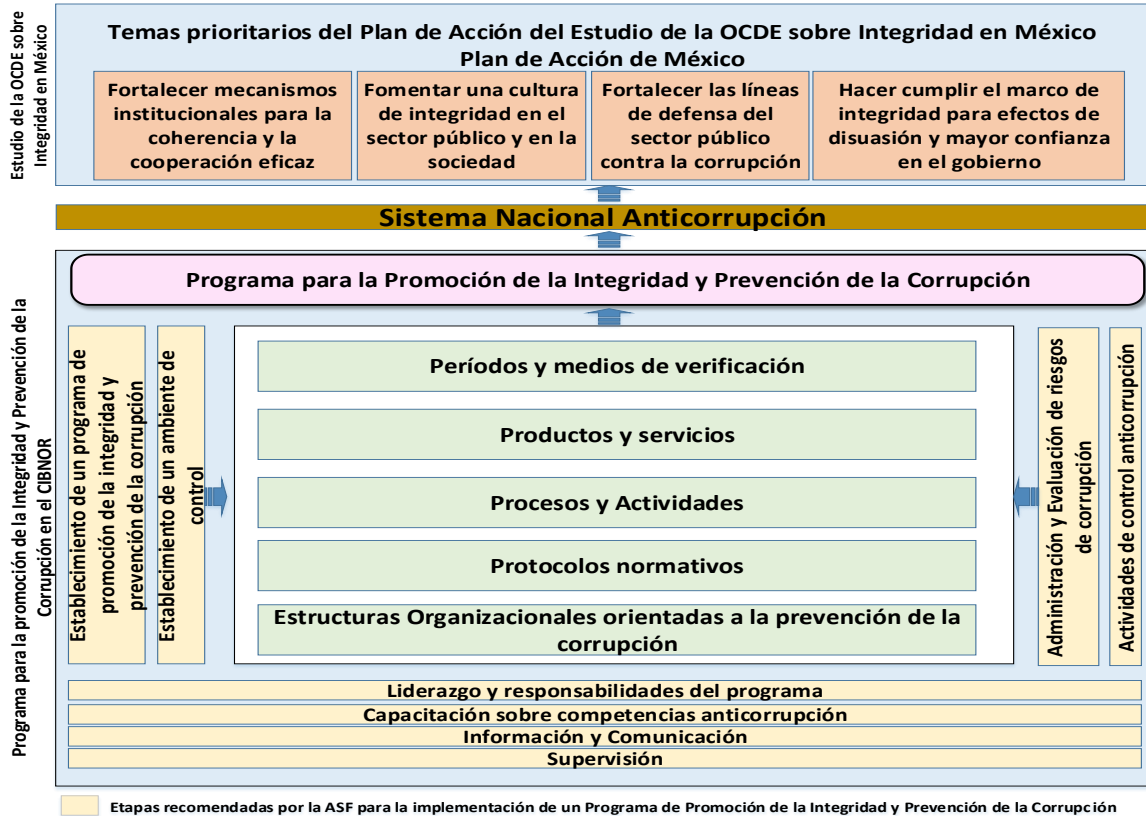 Estudio de la OCDE sobre
Integridad en México
Temas prioritarios del Plan de Acción del Estudio de la OCDE sobre Integridad en México
Plan de Acción de México
Fortalecer mecanismos
institucionales para la
coherencia y la
cooperación eficaz
Fomentar una cultura
de integridad en el
sector público y en la
sociedad
Fortalecer las líneas
de defensa del
sector público
contra la corrupción
Hacer cumplir el marco de
integridad para efectos de
disuasión y mayor confianza
en el gobierno
Sistema Nacional Anticorrupción
Programa para la promoción de la Integridad y Prevención de la
Corrupción en el CIBNOR
Programa para la Promoción de la Integridad y Prevención de la Corrupción
Establecimiento de un programa de
promoción de la integridad y
prevención de la corrupción
Establecimiento de un ambiente de
control
Períodos y medios de verificación
Productos y servicios
Procesos y Actividades
Protocolos normativos
Estructuras Organizacionales orientadas a la prevención de la
corrupción
Administración y Evaluación de riesgos
de corrupción
Actividades de control anticorrupción
Liderazgo y responsabilidades del programa
Capacitación sobre competencias anticorrupción
Información y Comunicación
Supervisión
Etapas recomendadas por la ASF para la implementación de un Programa de Promoción de la Integridad y Prevención de la Corrupción